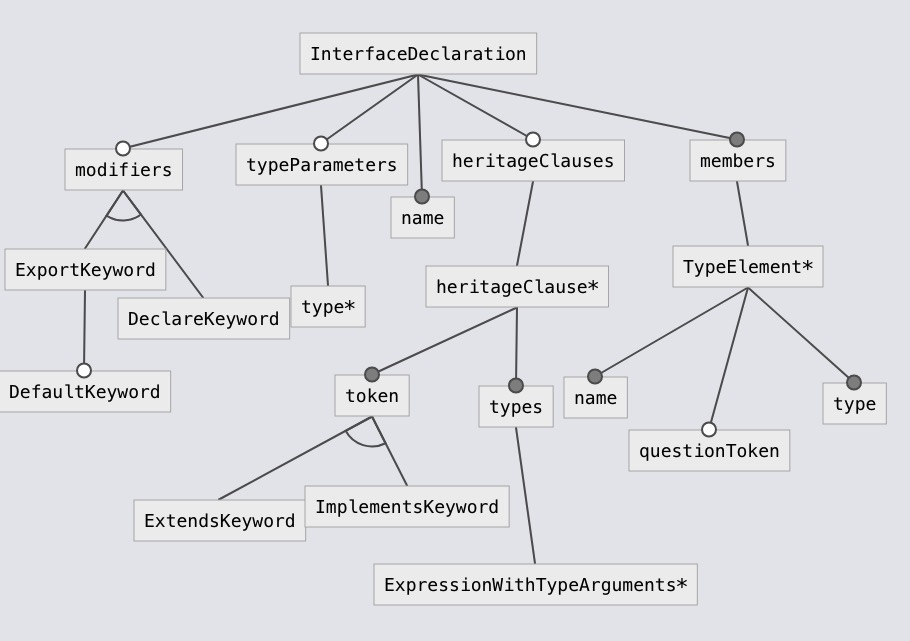 InterfaceDeclaration
modifiers
typeParameters
name
heritageClauses
members
ExportKeyword
DeclareKeyword
type*
heritageClause*
TypeElement*
DefaultKeyword
token
types
name
questionToken
type
ExtendsKeyword
ImplementsKeyword
ExpressionWithTypeArguments*